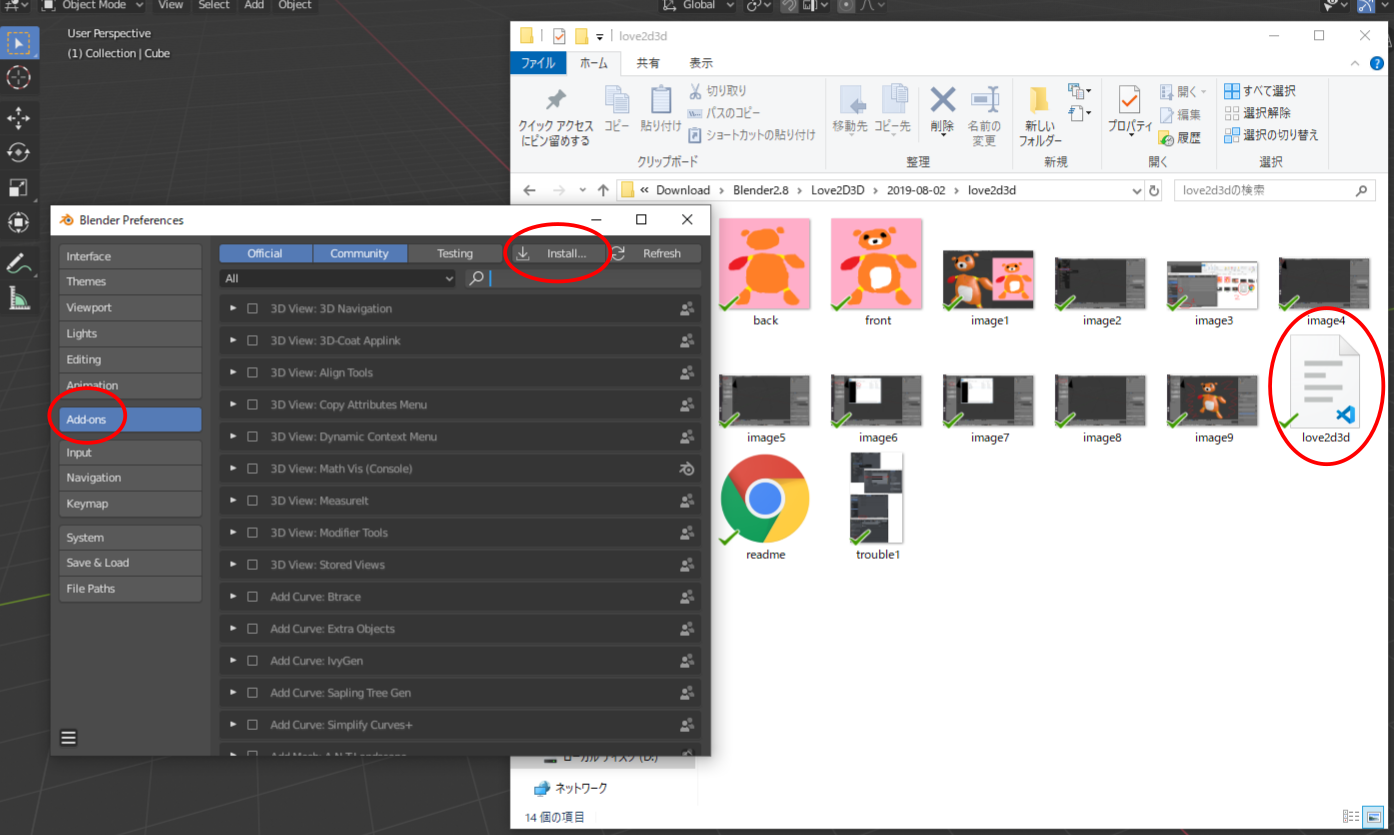 Object Mode View Select Add Object Global
User Perspective
(1) Collection | Cube
love2d3d
ファイル ホーム 共有 表示
クイック アクセス
にピン留めする
コピー
貼り付け
切り取り
パスのコピー
ショートカットの貼り付け
クリップボード
移動先
コピー先
削除
名前の
変更
整理
新しい
フォルダー
新規
プロパティ
開く
編集
履歴
開く
すべて選択
選択解除
選択の切り替え
選択
« Download › Blender2.8 › Love2D3D › 2019-08-02 › love2d3d
love2d3dの検索
Blender Preferences
Interface
Themes
Viewport
Lights
Editing
Animation
Add-ons
Input
Navigation
Keymap
System
Save & Load
File Paths
Official Community Testing Install... Refresh
All
3D View: 3D Navigation
3D View: 3D-Coat Applink
3D View: Align Tools
3D View: Copy Attributes Menu
3D View: Dynamic Context Menu
3D View: Math Vis (Console)
3D View: MeasureIt
3D View: Modifier Tools
3D View: Stored Views
Add Curve: Btrace
Add Curve: Extra Objects
Add Curve: IvyGen
Add Curve: Sapling Tree Gen
Add Curve: Simplify Curves+
Add Mesh: A.N.T.Landscape
back front image1 image2 image3 image4
image5 image6 image7 image8 image9 love2d3d
readme trouble1
ローカル ディスク (D:)
ネットワーク
14 個の項目